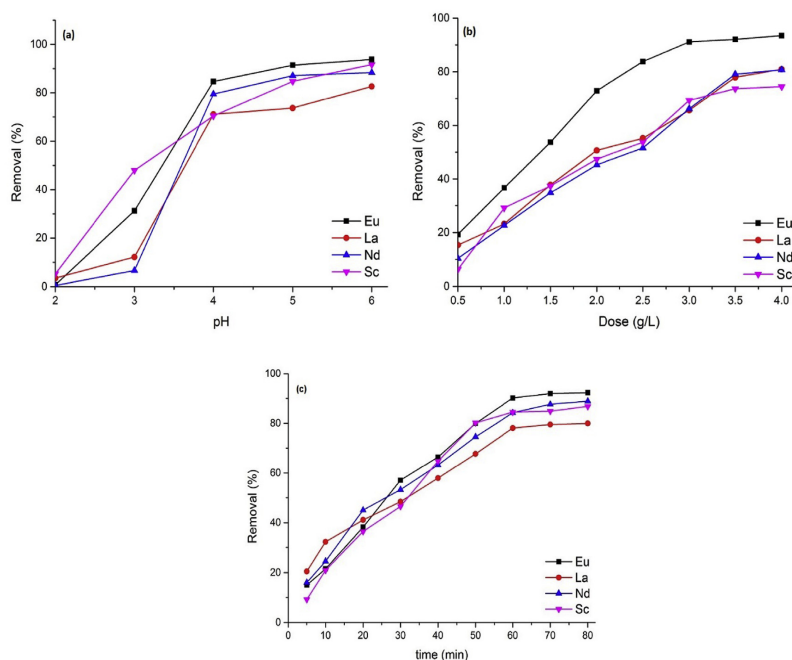 (a)
100
80
60
40
20
0
Removal (%)
2 3 4 5 6
pH
Eu
La
Nd
Sc
(b)
100
80
60
40
20
0
Removal (%)
0.5 1.0 1.5 2.0 2.5 3.0 3.5 4.0
Dose (g/L)
Eu
La
Nd
Sc
(c)
100
80
60
40
20
0
Removal (%)
0 10 20 30 40 50 60 70 80
time (min)
Eu
La
Nd
Sc